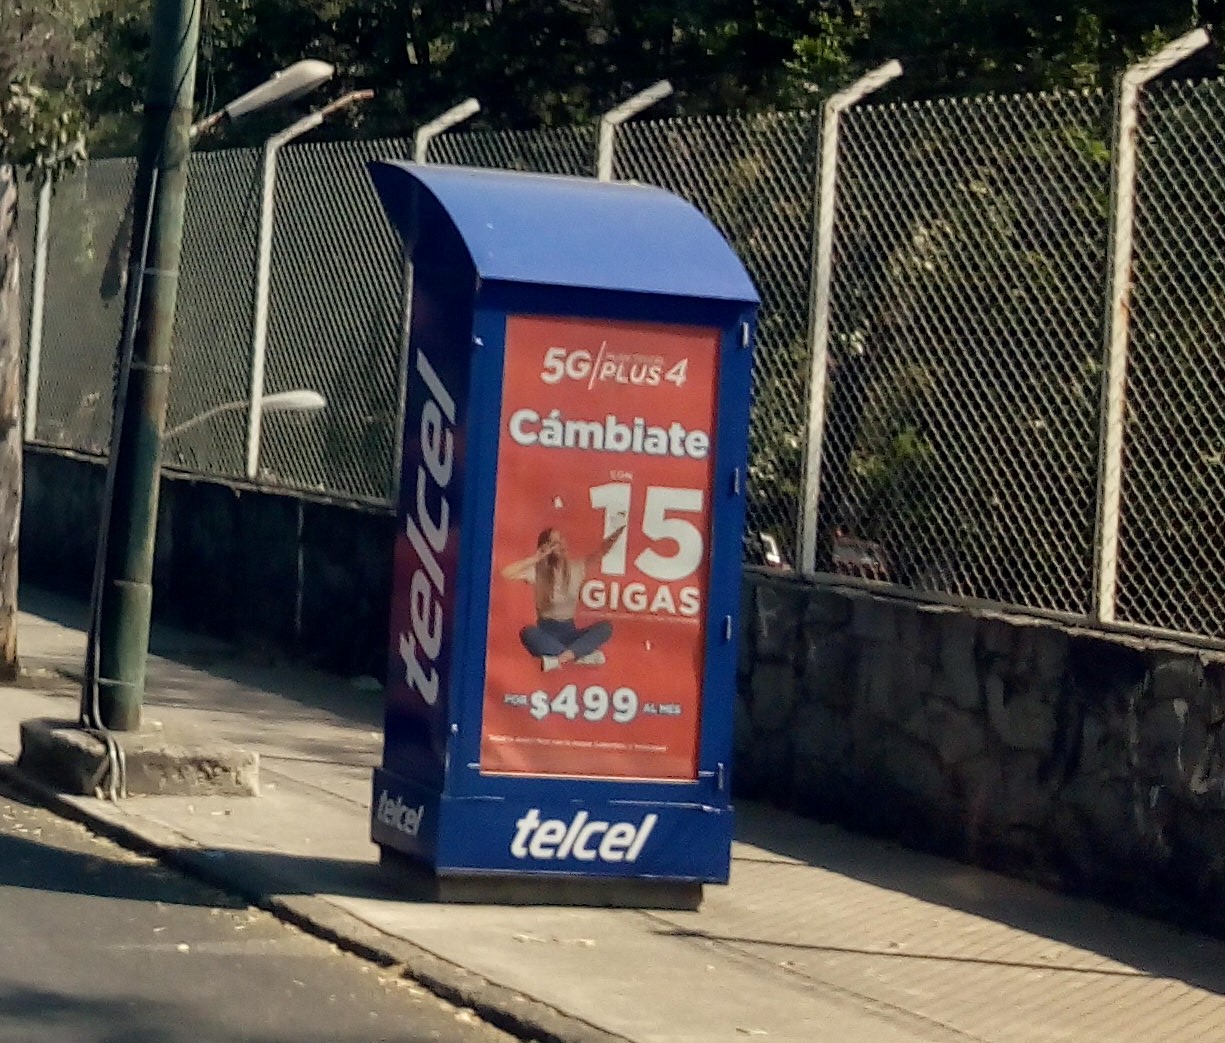 telcel
5G/PLUS 4
Cámbiate
CON
15
GIGAS
POR $499 AL MES
telcel
telcel